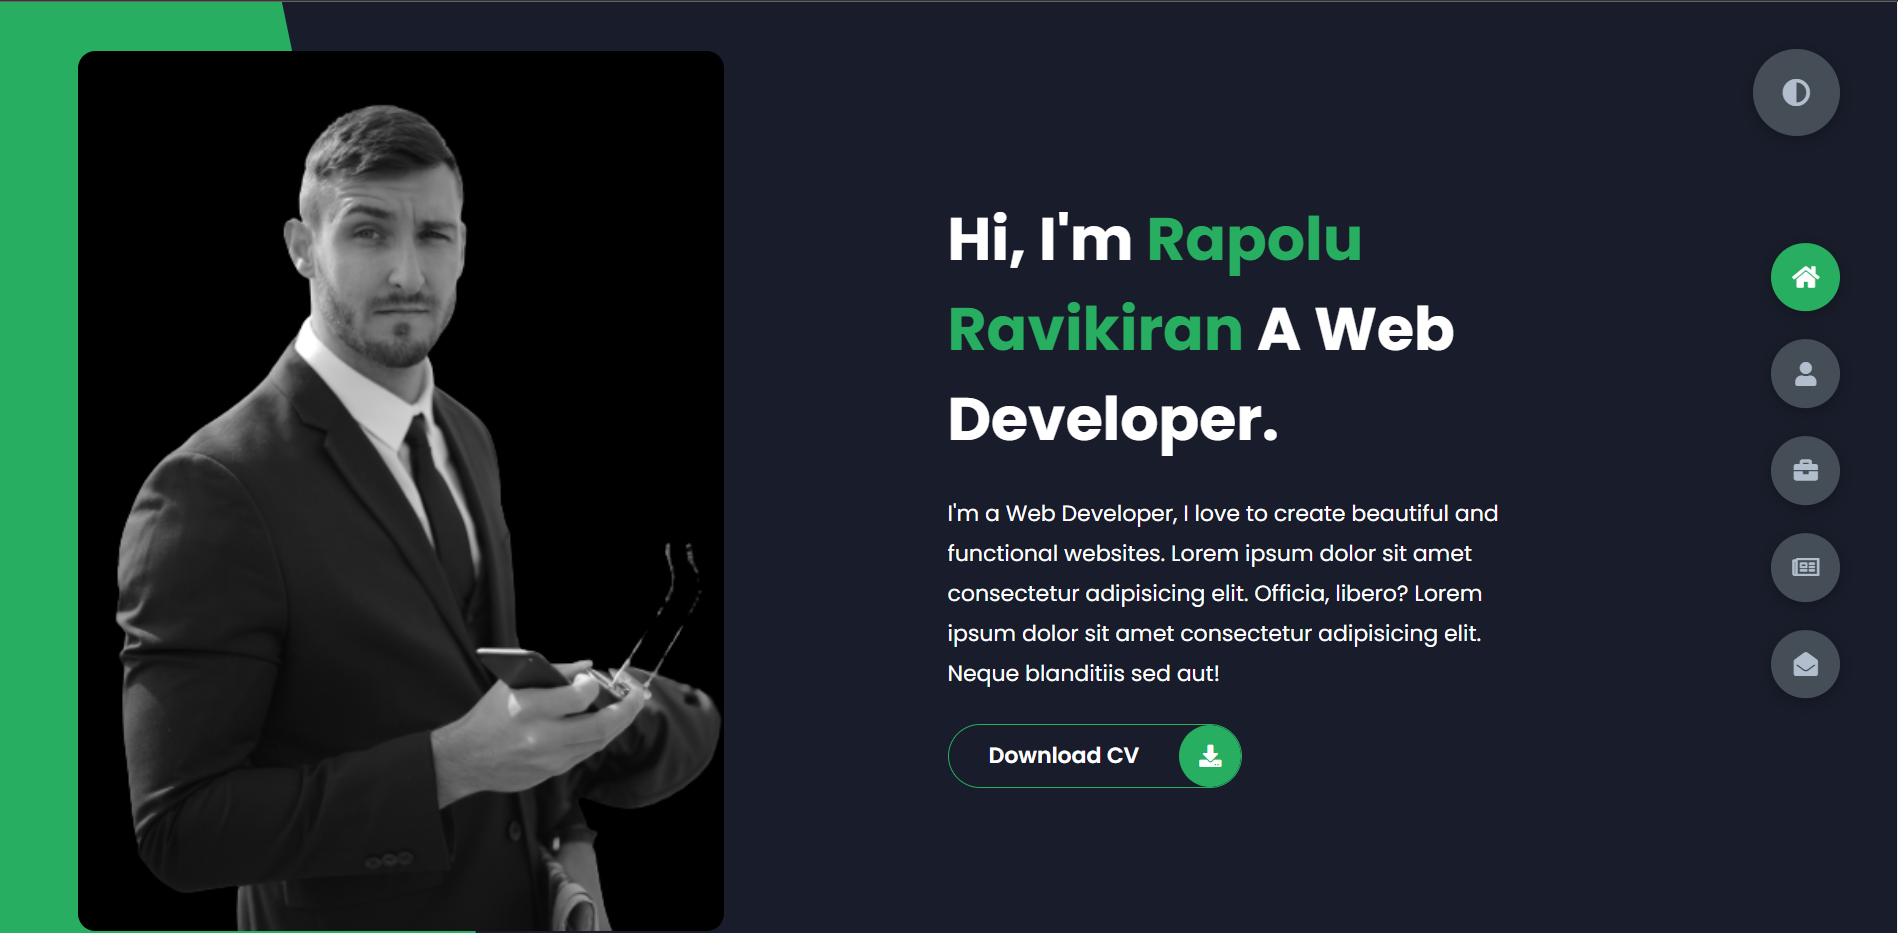 Hi, I'm Rapolu
Ravikiran A Web
Developer.
I'm a Web Developer, I love to create beautiful and
functional websites. Lorem ipsum dolor sit amet
consectetur adipisicing elit. Officia, libero? Lorem
ipsum dolor sit amet consectetur adipisicing elit.
Neque blanditiis sed aut!
Download CV